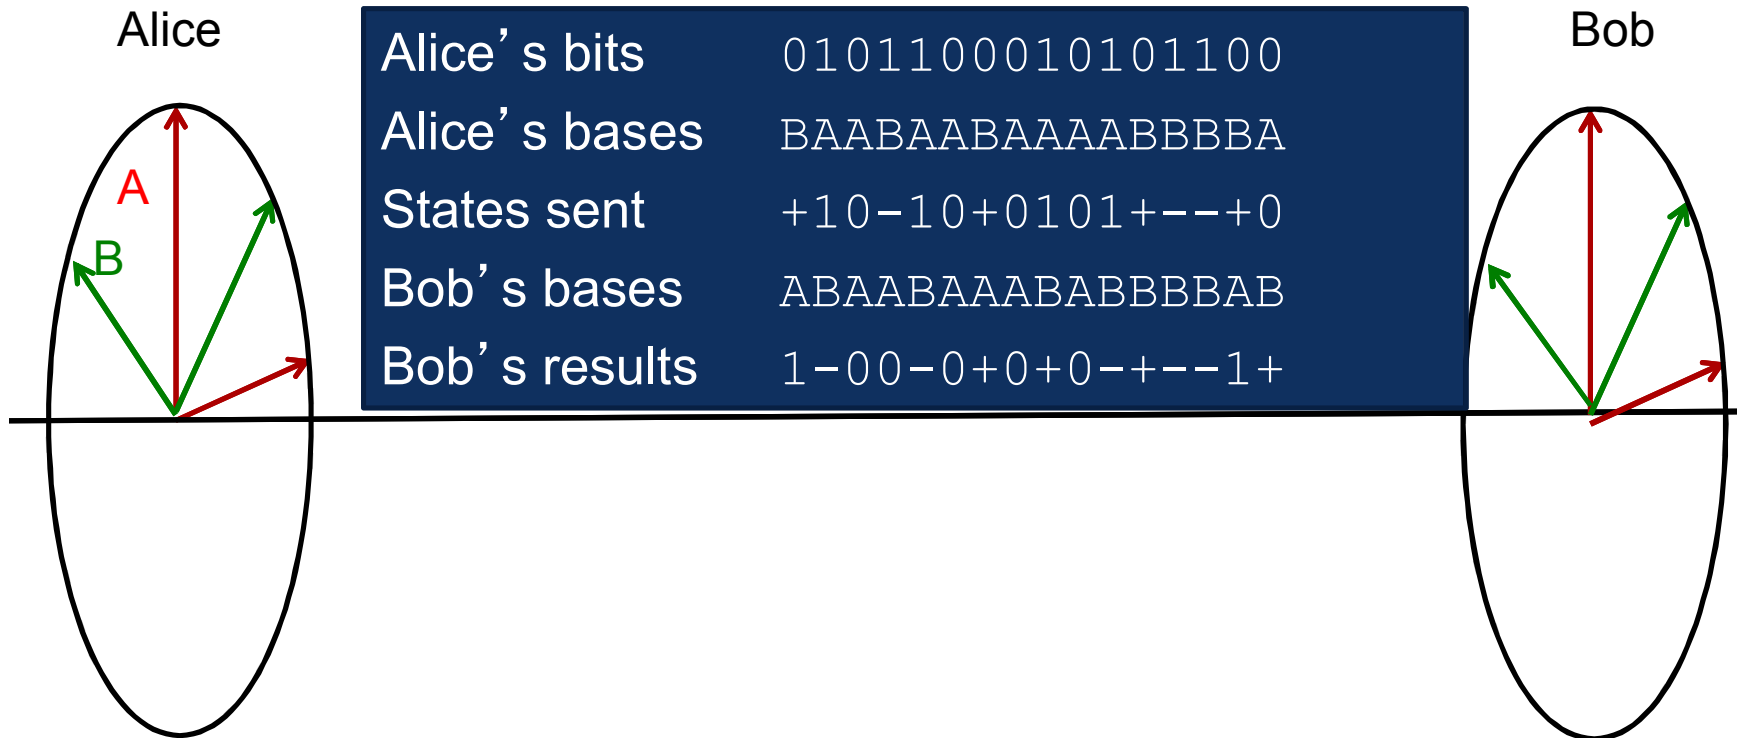 Alice
Bob
Alice’s bits 0101100010101100
Alice’s bases BAABAABAAAABBBBA
States sent +10-10+0101+--+0
Bob’s bases ABAABAAABABBBBAB
Bob’s results 1-00-0+0+0-+--1+
A
B